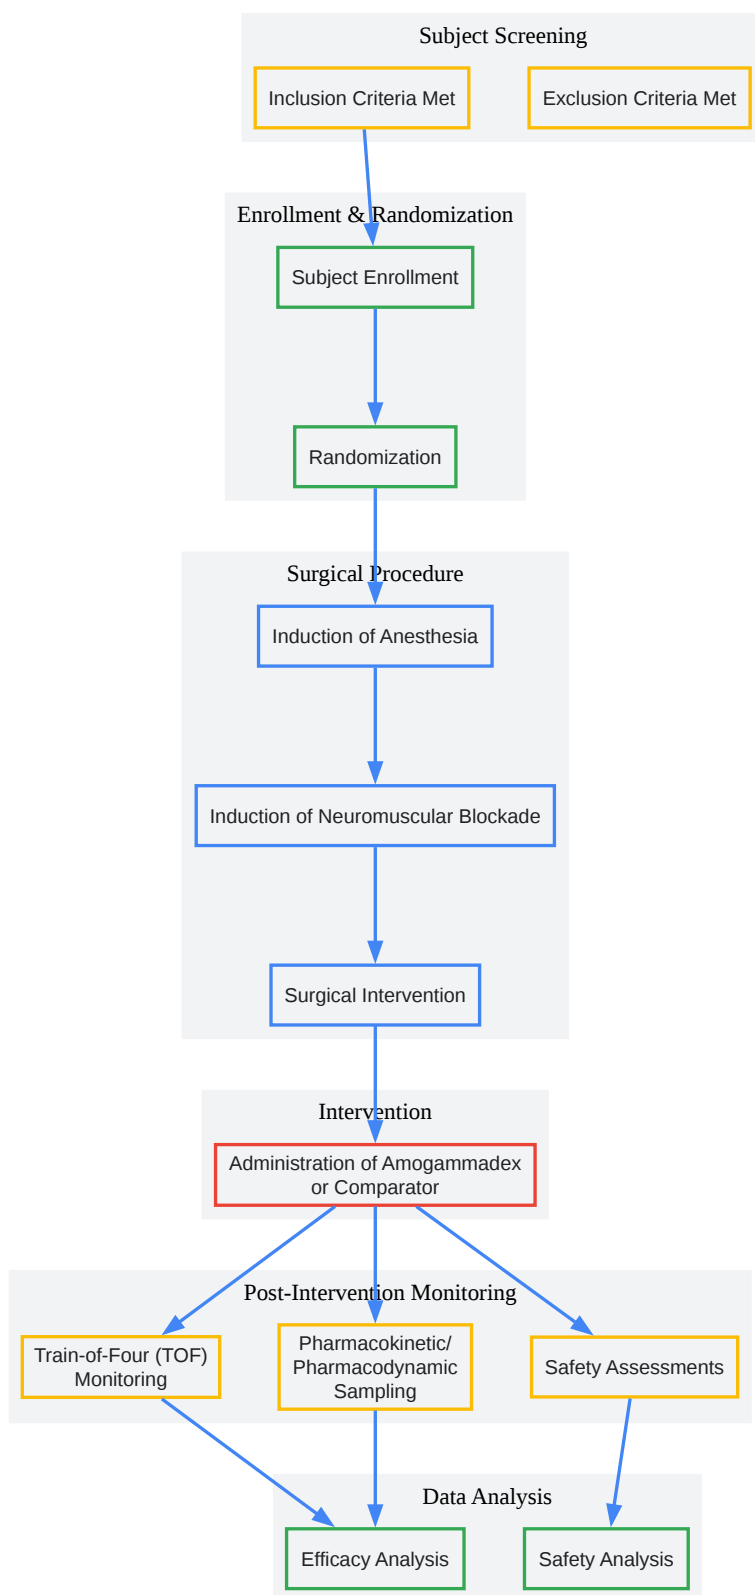 Subject Screening
Inclusion Criteria Met
Exclusion Criteria Met
Enrollment & Randomization
Subject Enrollment
Randomization
Surgical Procedure
Induction of Anesthesia
Induction of Neuromuscular Blockade
Surgical Intervention
Intervention
Administration of Amogammadex
or Comparator
Post-Intervention Monitoring
Train-of-Four (TOF)
Monitoring
Pharmacokinetic/
Pharmacodynamic
Sampling
Safety Assessments
Data Analysis
Efficacy Analysis
Safety Analysis